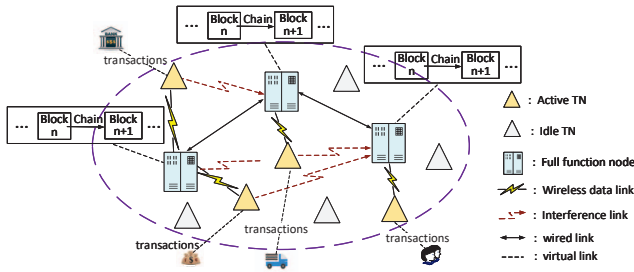 ... Block n Chain Block n+1 ...
... Block n Chain Block n+1 ...
... Block n Chain Block n+1 ...
transactions
transactions
transactions
transactions
: Active TN
: Idle TN
: Full function node
: Wireless data link
: Interference link
: wired link
: virtual link